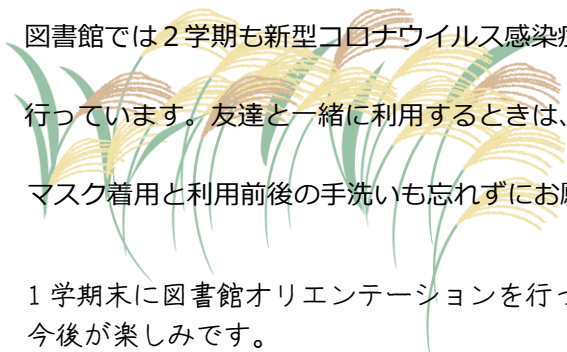 図書館では２学期も新型コロナウイルス感染
行っています。友達と一緒に利用するときは、
マスク着用と利用前後の手洗いも忘れずにお
1学期末に図書館オリエンテーションを行っ
今後が楽しみです。